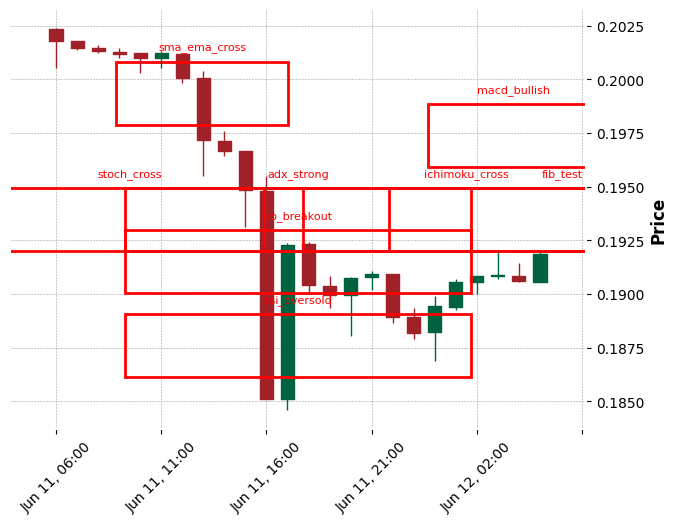 sma_ema_cross
macd_bullish
stoch_cross
adx_strong
ichimoku_cross
fib_test
_breakout
0.2025
0.2000
0.1975
0.1950
0.1925
0.1900
0.1875
0.1850
Price
Jun 11, 06:00
Jun 11, 11:00
Jun 11, 16:00
Jun 11, 21:00
Jun 12, 02:00